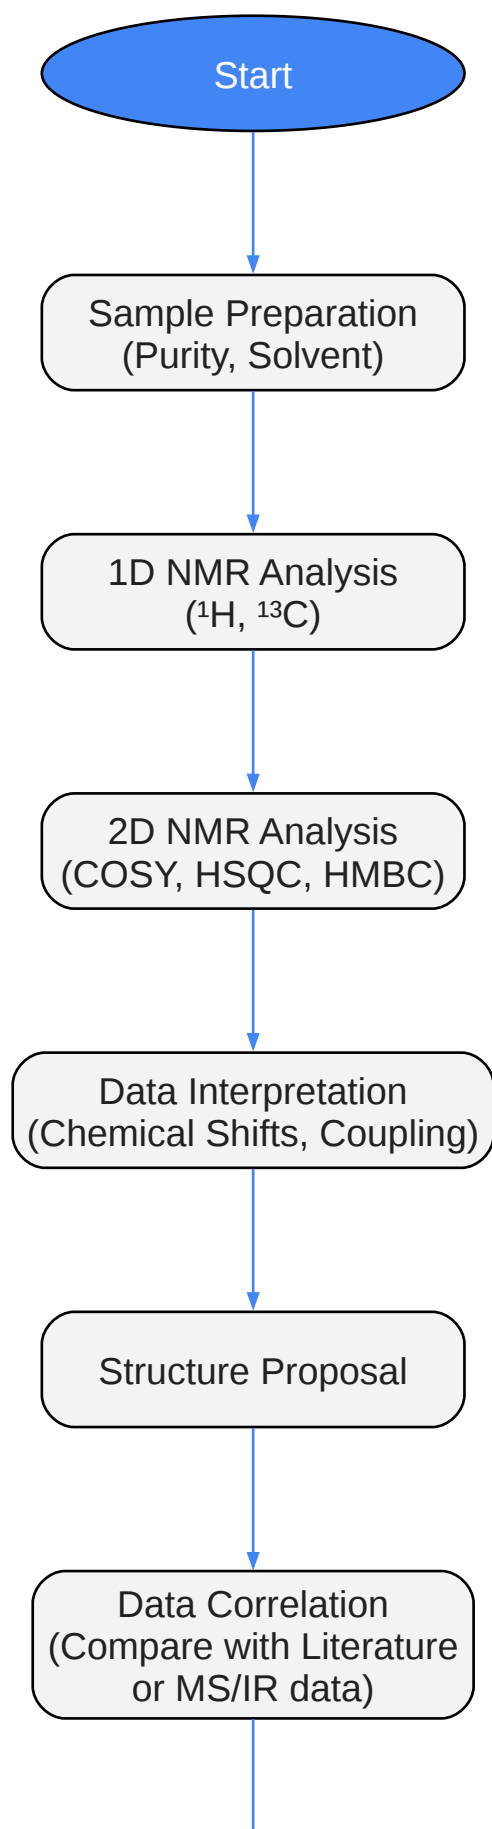 Start
Sample Preparation
(Purity, Solvent)
1D NMR Analysis
(¹H, ¹³C)
2D NMR Analysis
(COSY, HSQC, HMBC)
Data Interpretation
(Chemical Shifts, Coupling)
Structure Proposal
Data Correlation
(Compare with Literature
or MS/IR data)